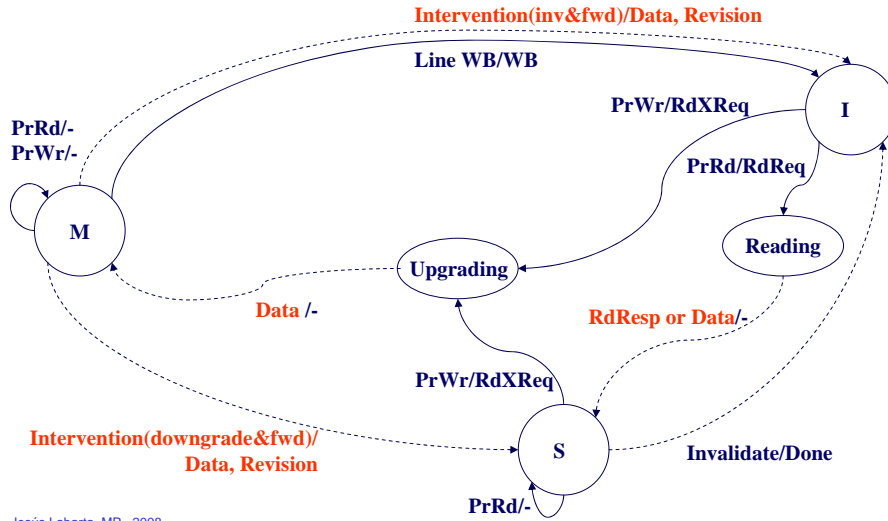 Intervention(inv&fwd)/Data, Revision
Line WB/WB
PrRd/-
PrWr/-
PrWr/RdXReq
I
PrRd/RdReq
M
Reading
Upgrading
Data /-
RdResp or Data/-
PrWr/RdXReq
Intervention(downgrade&fwd)/
Data, Revision
S
Invalidate/Done
PrRd/-